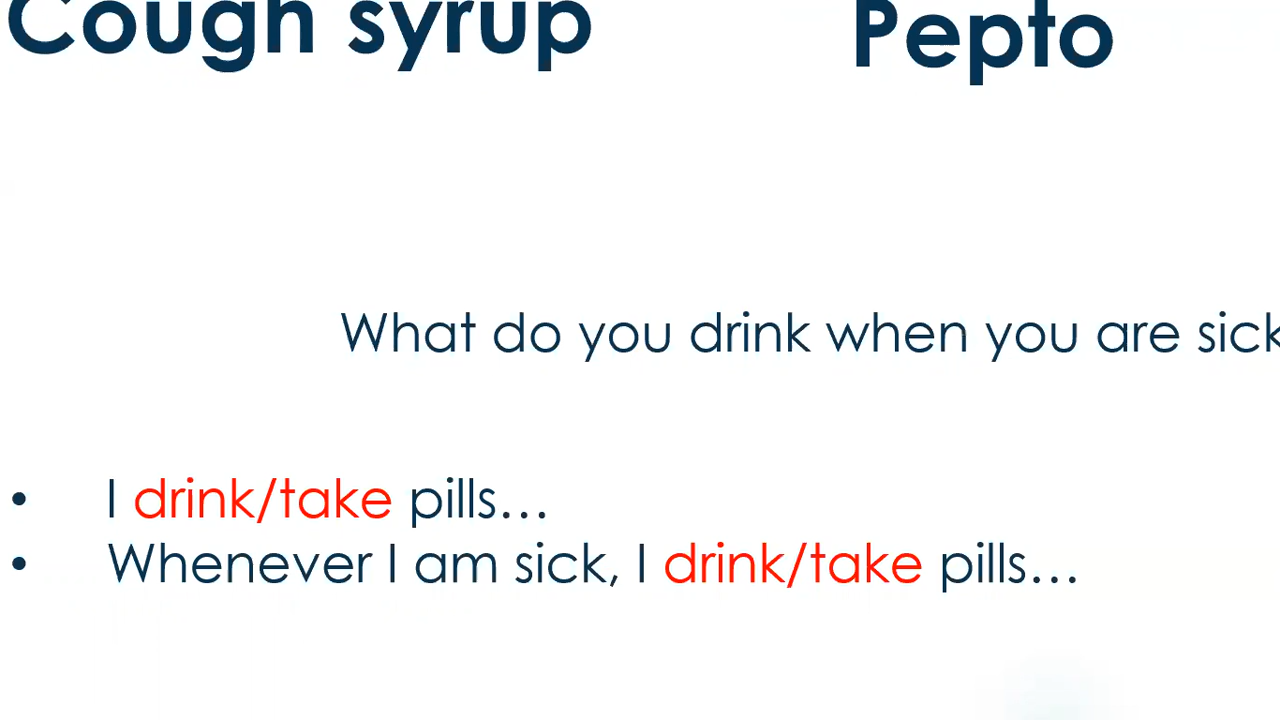 Cough syrup Pepto
What do you drink when you are sick
• I drink/take pills...
• Whenever I am sick, I drink/take pills...